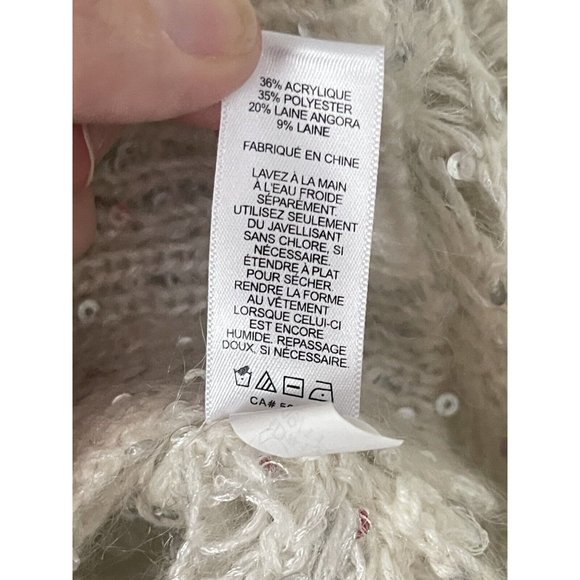 36% ACRYLIQUE
35% POLYESTER
20% LAINE ANGORA
9% LAINE
FABRIQUÉ EN CHINE
LAVEZ À LA MAIN
À L'EAU FROIDE
SÉPARÉMENT.
UTILISEZ SEULEMENT
DU JAVELLISANT
SANS CHLORE, SI
NÉCESSAIRE.
ÉTENDRE À PLAT
POUR SÉCHER.
RENDRE LA FORME
AU VÊTEMENT
LORSQUE CELUI-CI
EST ENCORE
HUMIDE. REPASSAGE
DOUX. SI NÉCESSAIRE.
CA#